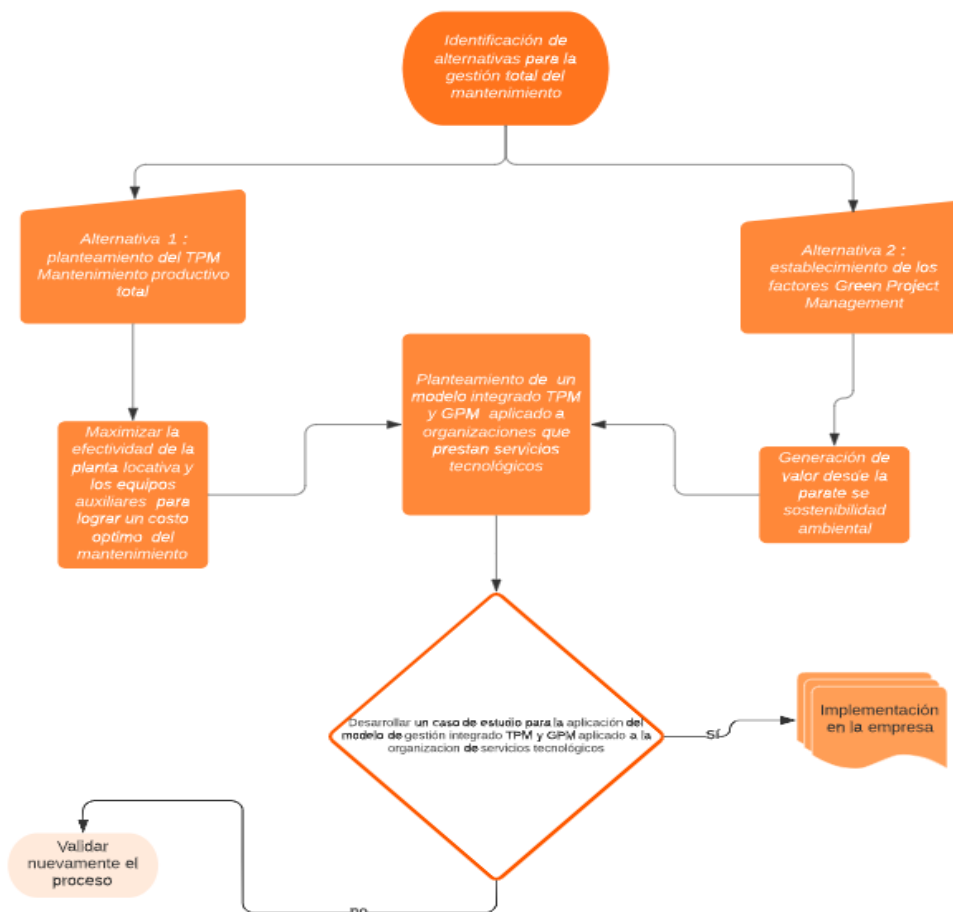 Identificación de
alternativas para la
gestión total del
mantenimiento
Alternativa 1 :
planteamiento del TPM
Mantenimiento productivo
total
Alternativa 2 :
establecimiento de los
factores Green Project
Management
Planteamiento de un
modelo integrado TPM
y GPM aplicado a
organizaciones que
prestan servicios
tecnológicos
Maximizar la
efectividad de la
planta locativa y
los equipos
auxiliares para
lograr un costo
optimo del
mantenimiento
Generación de
valor desde la
parate se
sostenibilidad
ambiental
Desarrollar un caso de estudio para la aplicación del
modelo de gestión integrado TPM y GPM aplicado a la
organizacion de servicios tecnológicos
sí
Implementación
en la empresa
Validar
nuevamente el
proceso
no